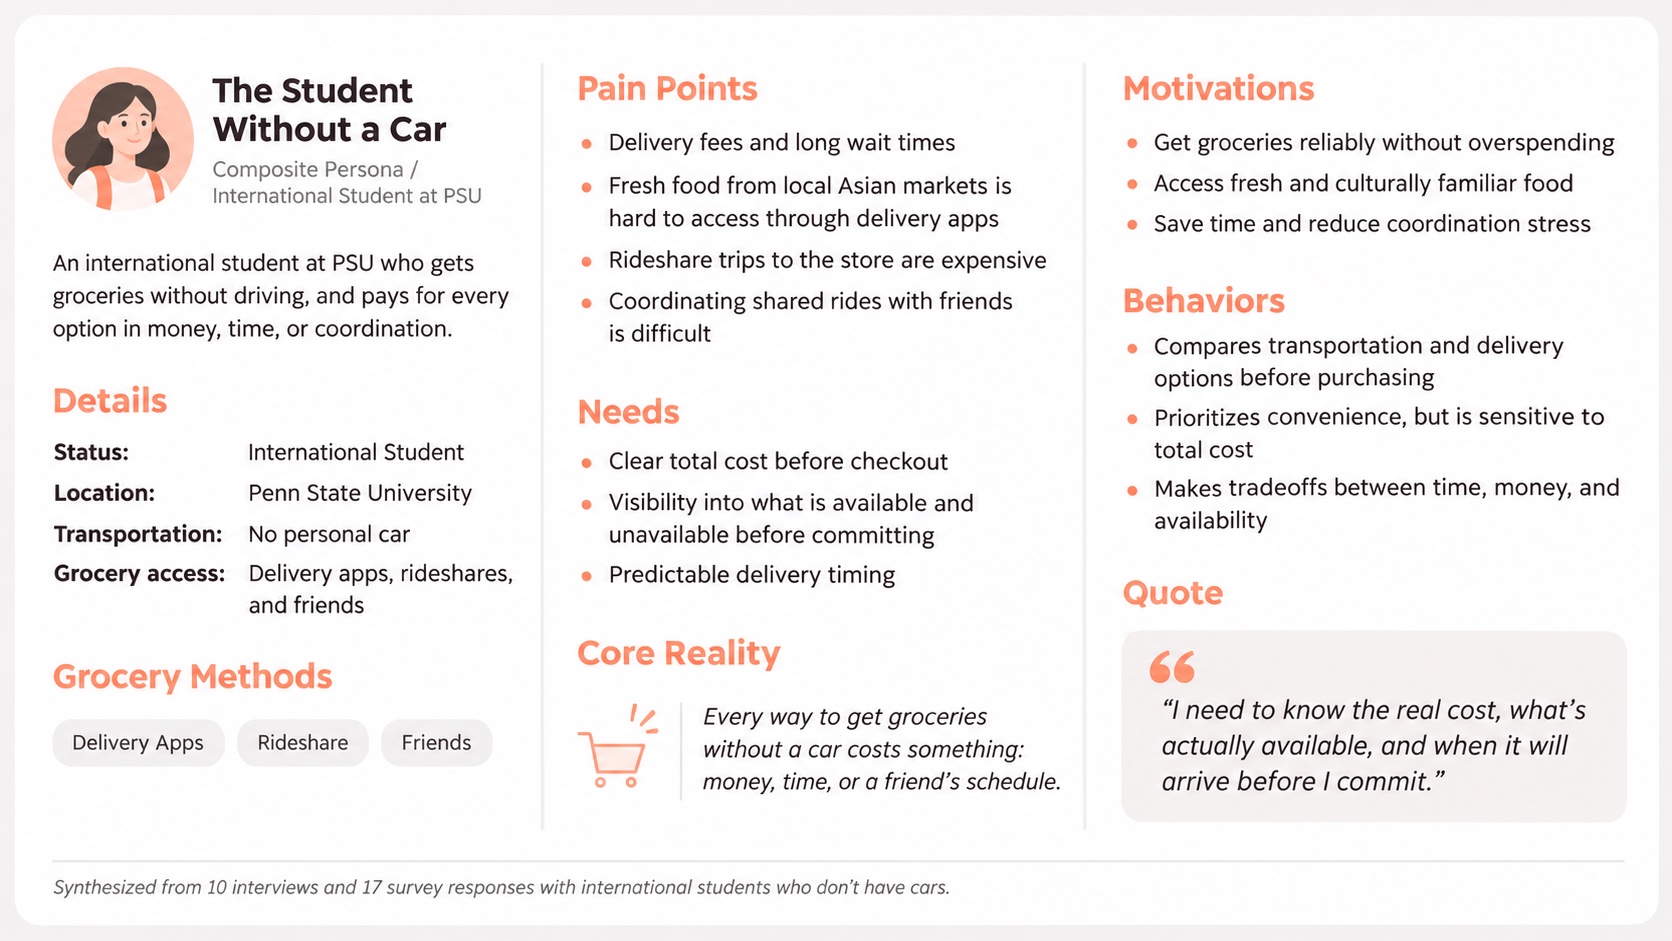 The Student
Without a Car
Composite Persona /
International Student at PSU
An international student at PSU who gets
groceries without driving, and pays for every
option in money, time, or coordination.
Details
Status: International Student
Location: Penn State University
Transportation: No personal car
Grocery access: Delivery apps, rideshares,
and friends
Grocery Methods
Delivery Apps Rideshare Friends
Pain Points
• Delivery fees and long wait times
• Fresh food from local Asian markets is
hard to access through delivery apps
• Rideshare trips to the store are expensive
• Coordinating shared rides with friends
is difficult
Needs
• Clear total cost before checkout
• Visibility into what is available and
unavailable before committing
• Predictable delivery timing
Core Reality
Every way to get groceries
without a car costs something:
money, time, or a friend’s schedule.
Motivations
• Get groceries reliably without overspending
• Access fresh and culturally familiar food
• Save time and reduce coordination stress
Behaviors
• Compares transportation and delivery
options before purchasing
• Prioritizes convenience, but is sensitive to
total cost
• Makes tradeoffs between time, money, and
availability
Quote
“
“I need to know the real cost, what’s
actually available, and when it will
arrive before I commit.”
Synthesized from 10 interviews and 17 survey responses with international students who don’t have cars.